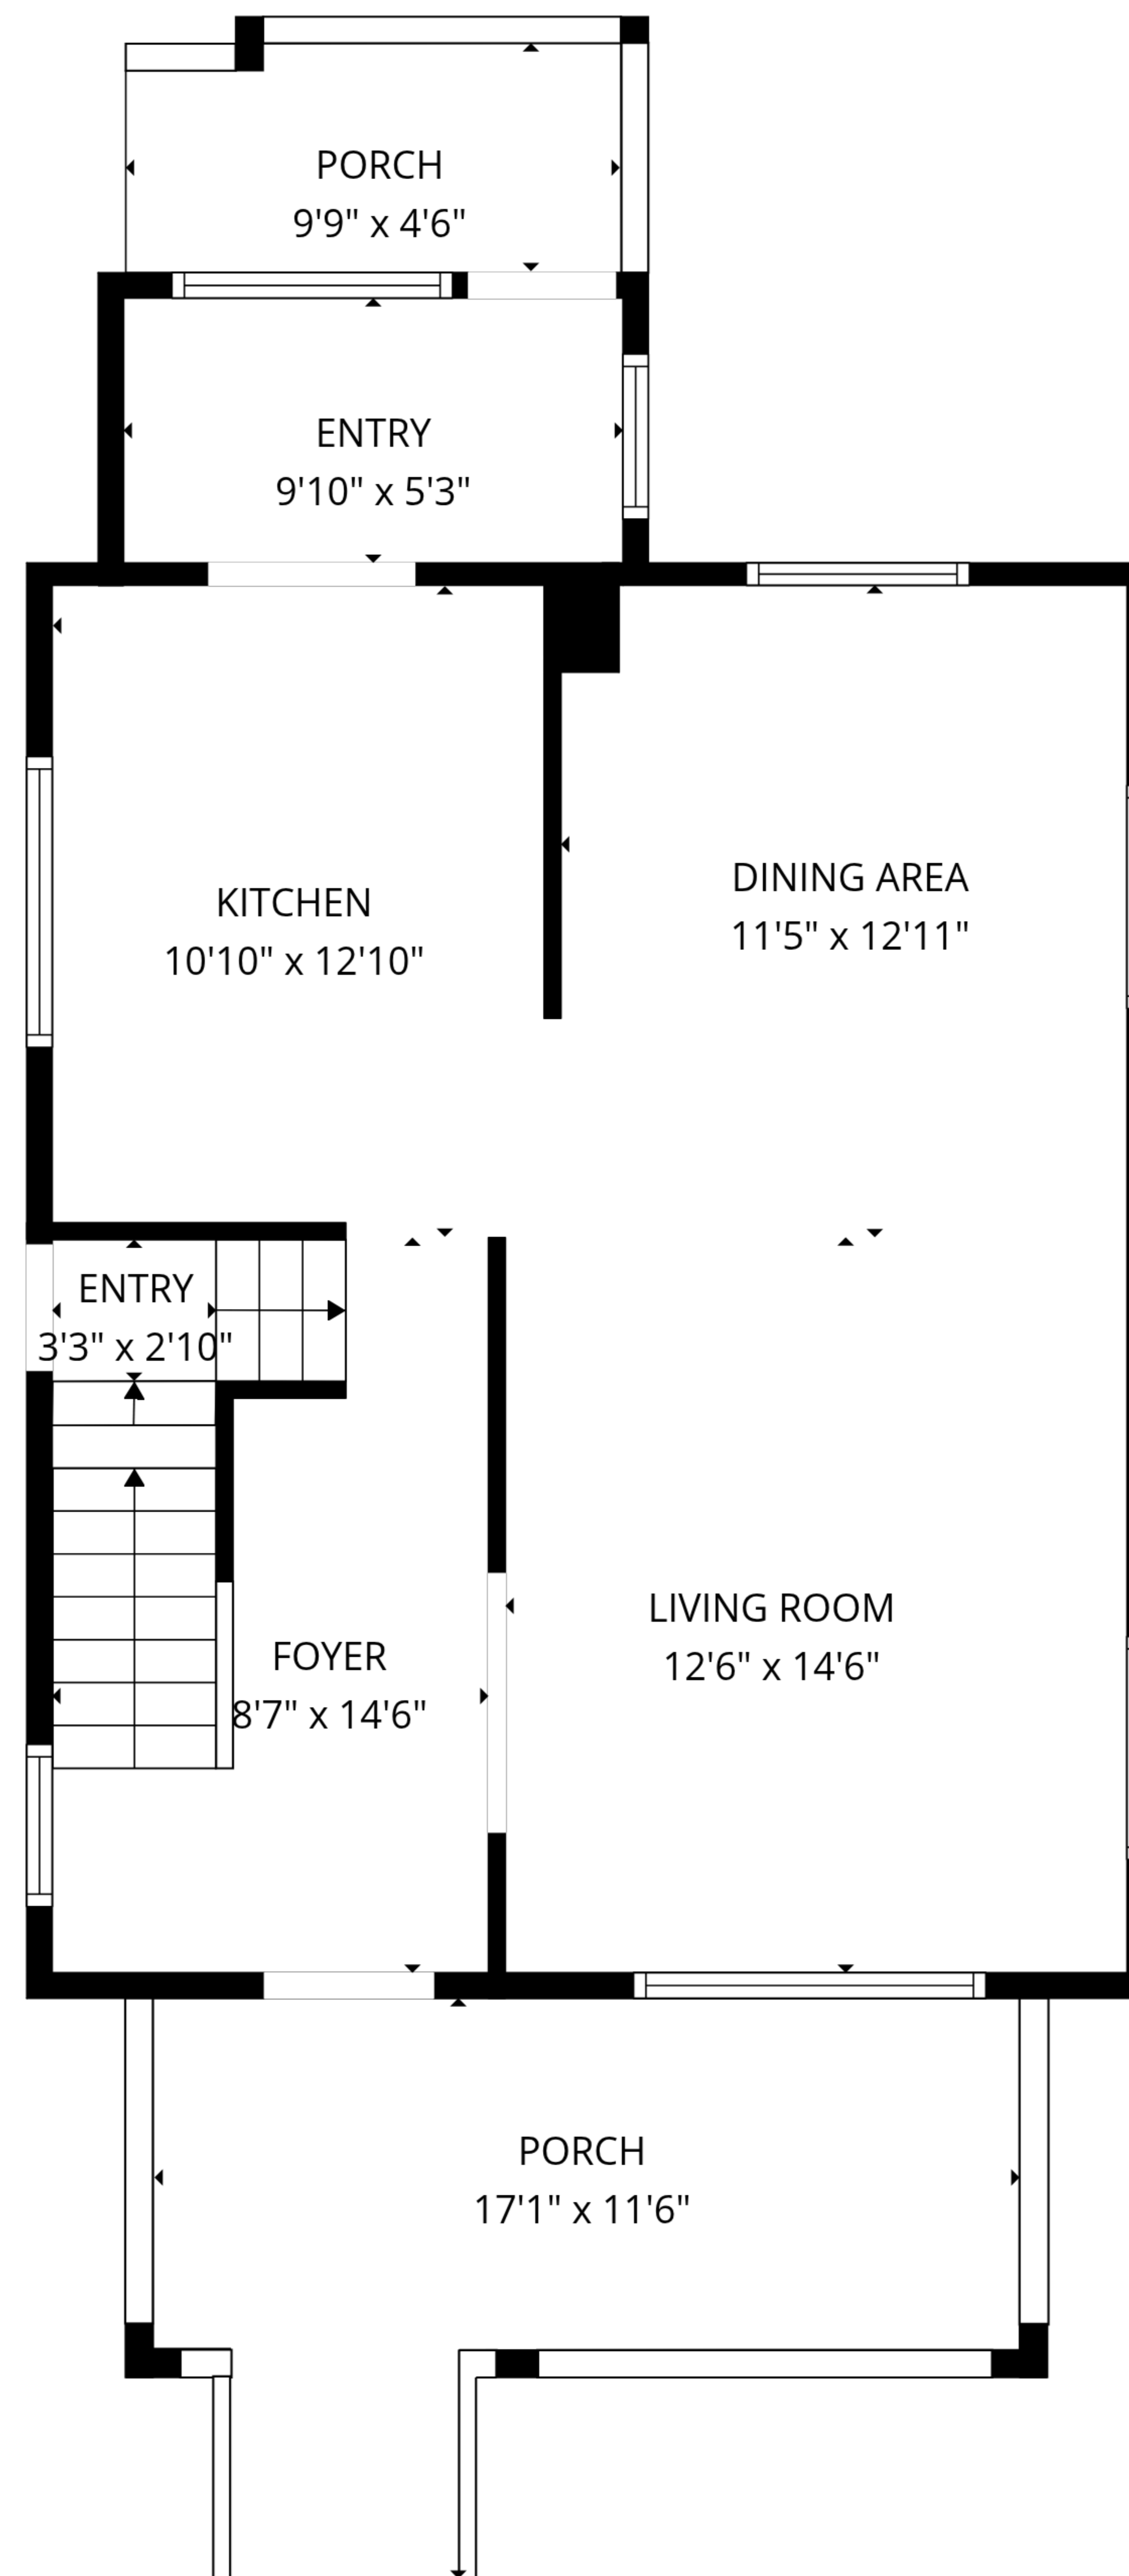 PORCH
9'9" x 4'6"
ENTRY
9'10" x 5'3"
KITCHEN
10'10" x 12'10"
DINING AREA
11'5" x 12'11"
ENTRY
3'3" x 2'10"
FOYER
8'7" x 14'6"
LIVING ROOM
12'6" x 14'6"
PORCH
17'1" x 11'6"